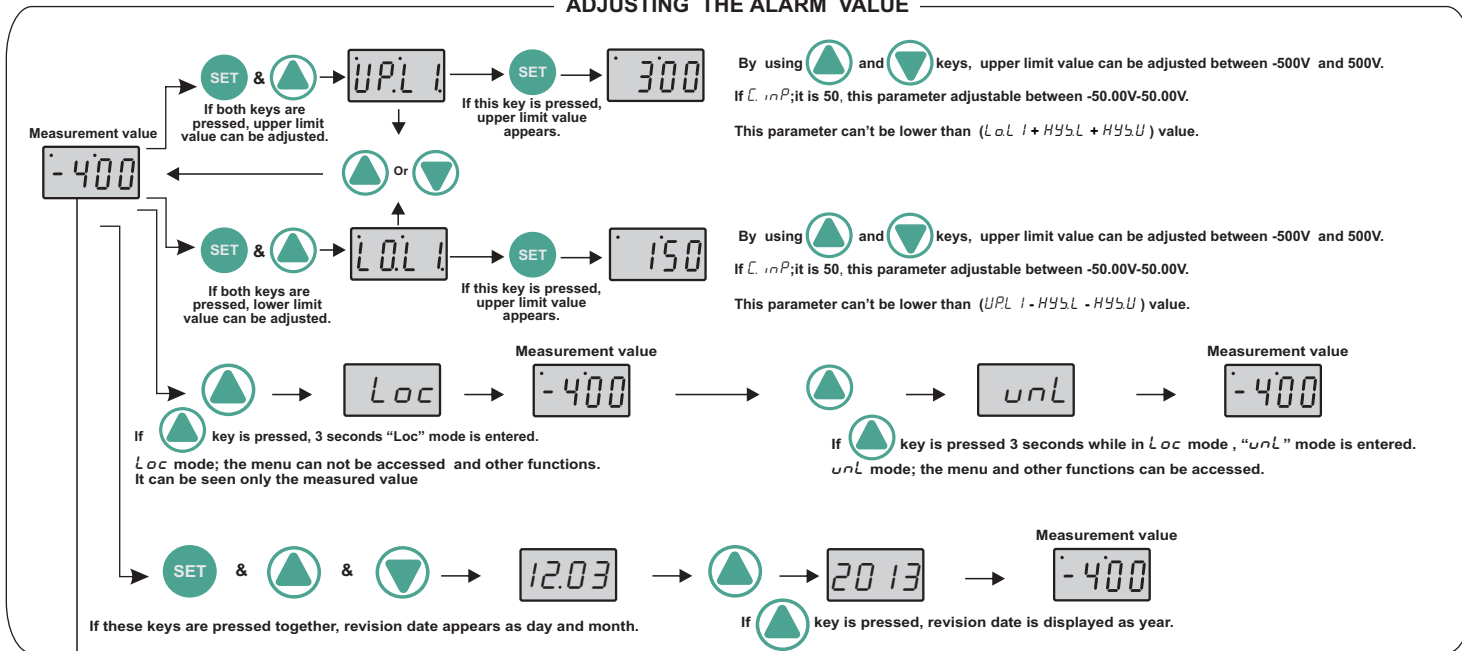 ADJUSTING THE ALARM VALUE
SET & UP.L1. SET 300
If both keys are
pressed, upper limit
value can be adjusted.
If this key is pressed,
upper limit value
appears.
By using and keys, upper limit value can be adjusted between -500V and 500V.
If C. inP;it is 50, this parameter adjustable between -50.00V-50.00V.
This parameter can't be lower than (Lo.L 1 + HYS.L + HYS.U ) value.
Measurement value
- 400
Or
SET & LO.L1. SET 150
If both keys are
pressed, lower limit
value can be adjusted.
If this key is pressed,
upper limit value
appears.
By using and keys, upper limit value can be adjusted between -500V and 500V.
If C. inP;it is 50, this parameter adjustable between -50.00V-50.00V.
This parameter can't be lower than (UP.L 1 - HYS.L - HYS.U ) value.
Measurement value
Measurement value
Loc - 400 unL - 400
If key is pressed, 3 seconds “Loc” mode is entered.
Loc mode; the menu can not be accessed and other functions.
It can be seen only the measured value
If key is pressed 3 seconds while in Loc mode , “unL” mode is entered.
unL mode; the menu and other functions can be accessed.
Measurement value
SET & & 12.03 2013 - 400
If these keys are pressed together, revision date appears as day and month.
If key is pressed, revision date is displayed as year.